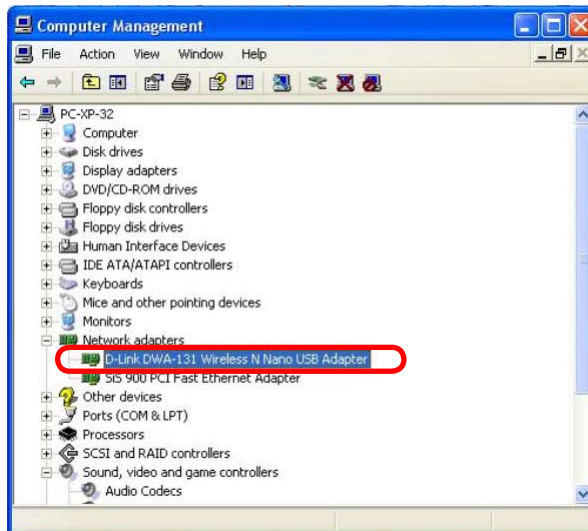 Computer Management
File Action View Window Help
PC-XP-32
Computer
Disk drives
Display adapters
DVD/CD-ROM drives
Floppy disk controllers
Floppy disk drives
Human Interface Devices
IDE ATA/ATAPI controllers
Keyboards
Mice and other pointing devices
Monitors
Network adapters
D-Link DWA-131 Wireless N Nano USB Adapter
SiS 900 PCI Fast Ethernet Adapter
Other devices
Ports (COM & LPT)
Processors
SCSI and RAID controllers
Sound, video and game controllers
Audio Codecs